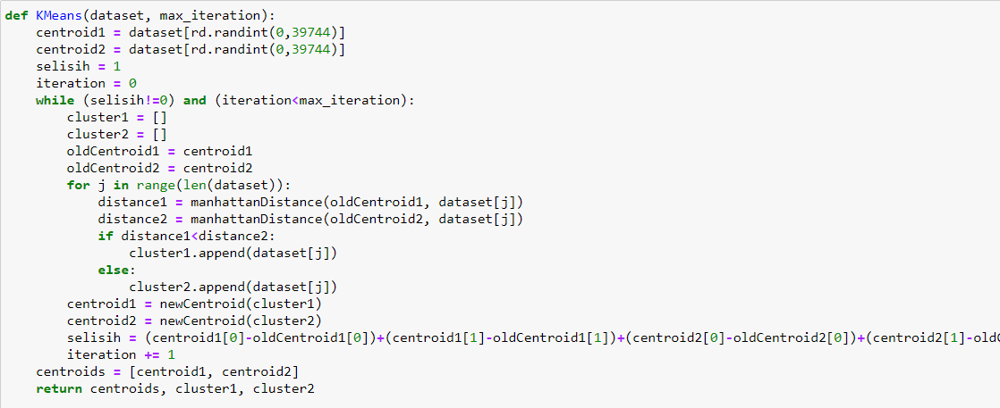 def KMeans(dataset, max_iteration):
    centroid1 = dataset[rd.randint(0,39744)]
    centroid2 = dataset[rd.randint(0,39744)]
    selisih = 1
    iteration = 0
    while (selisih!=0) and (iteration<max_iteration):
        cluster1 = []
        cluster2 = []
        oldCentroid1 = centroid1
        oldCentroid2 = centroid2
        for j in range(len(dataset)):
            distance1 = manhattanDistance(oldCentroid1, dataset[j])
            distance2 = manhattanDistance(oldCentroid2, dataset[j])
            if distance1<distance2:
                cluster1.append(dataset[j])
            else:
                cluster2.append(dataset[j])
        centroid1 = newCentroid(cluster1)
        centroid2 = newCentroid(cluster2)
        selisih = (centroid1[0]-oldCentroid1[0])+(centroid1[1]-oldCentroid1[1])+(centroid2[0]-oldCentroid2[0])+(centroid2[1]-old
        iteration += 1
    centroids = [centroid1, centroid2]
    return centroids, cluster1, cluster2